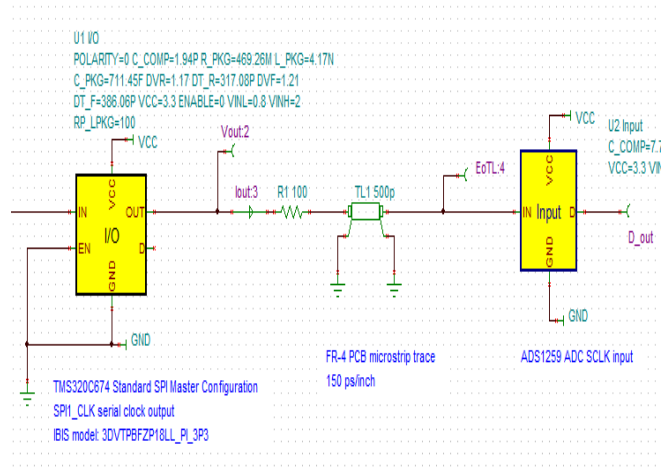 U1 I/O
POLARITY=0 C_COMP=1.94P R_PKG=469.26M L_PKG=4.17N
C_PKG=711.45F DVR=1.17 DT_R=317.08P DVF=1.21
DT_F=386.06P VCC=3.3 ENABLE=0 VINL=0.8 VINH=2
RP_LPKG=100
VCC
Vout:2
VCC
U2 Input
C_COMP=7.7
VCC=3.3 VIN
EoTL:4
Iout:3
R1 100
TL1 500p
VCC
IN
OUT
I/O
EN
D
GND
VCC
IN
Input
D
GND
D_out
GND
GND
FR-4 PCB microstrip trace
150 ps/inch
ADS1259 ADC SCLK input
TMS320C674 Standard SPI Master Configuration
SPI1_CLK serial clock output
IBIS model: 3DVTPBFZP18LL_PI_3P3